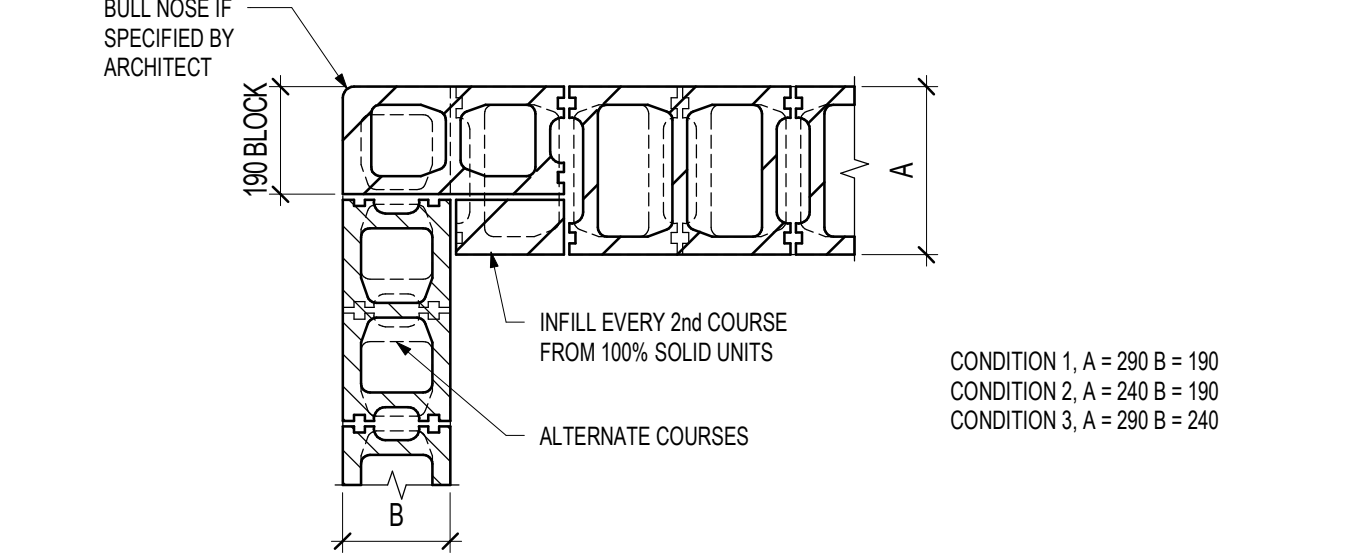 BULL NOSE IF
SPECIFIED BY
ARCHITECT
190 BLOCK
A
INFILL EVERY 2nd COURSE
FROM 100% SOLID UNITS
CONDITION 1, A = 290 B = 190
CONDITION 2, A = 240 B = 190
CONDITION 3, A = 290 B = 240
ALTERNATE COURSES
B